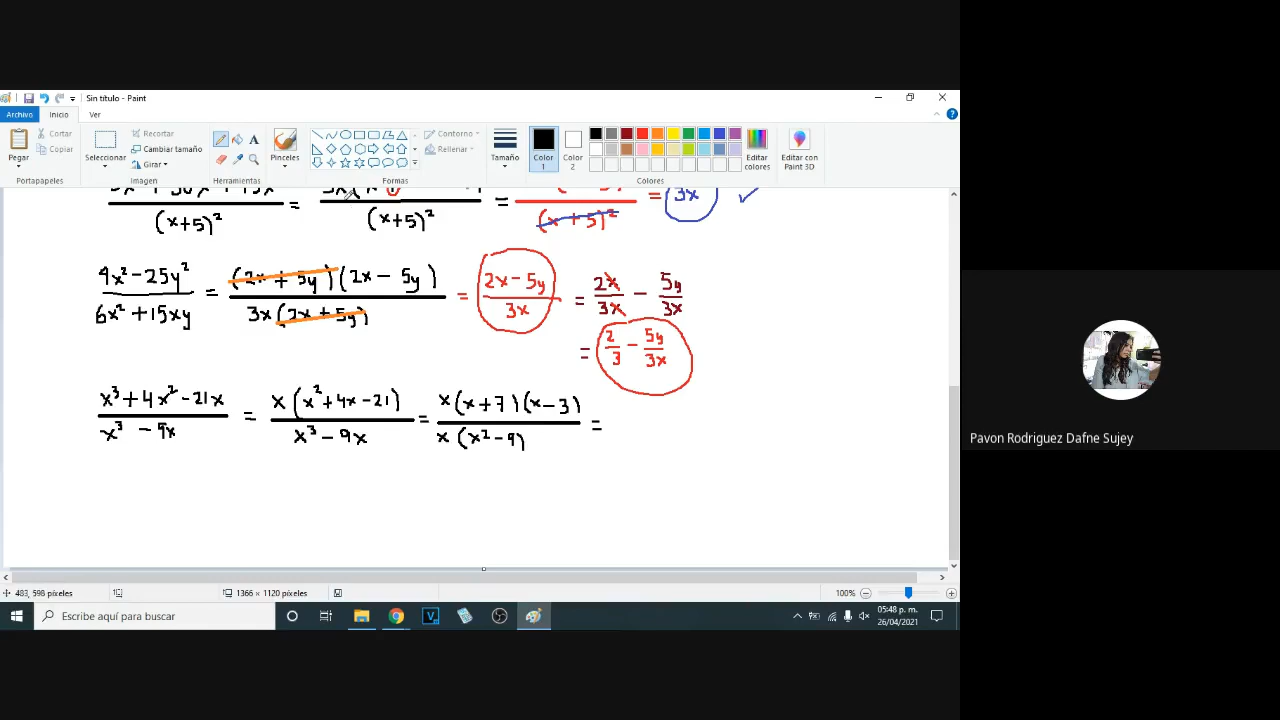 Sin título - Paint
Archivo Inicio Ver
Pegar
Cortar
Copiar
Portapapeles
Seleccionar
Recortar
Cambiar tamaño
Girar
Imagen
A
Herramientas
Pinceles
Contorno
Rellenar
Formas
Tamaño
Color 1
Color 2
Editar colores
Editar con Paint 3D
Colores
(x+5)² = (x+5)² = (x+5)² = 3x ✓
4x² - 25y² / 6x² + 15xy = (2x + 5y)(2x - 5y) / 3x(2x + 5y) = 2x - 5y / 3x = 2x/3x - 5y/3x
= 2/3 - 5y/3x
x³ + 4x² - 21x / x³ - 9x = x(x² + 4x - 21) / x³ - 9x = x(x + 7)(x - 3) / x(x² - 9) =
Pavon Rodriguez Dafne Sujey
483, 598 píxeles
1366 × 1120 píxeles
100%
Escribe aquí para buscar
05:48 p. m.
26/04/2021